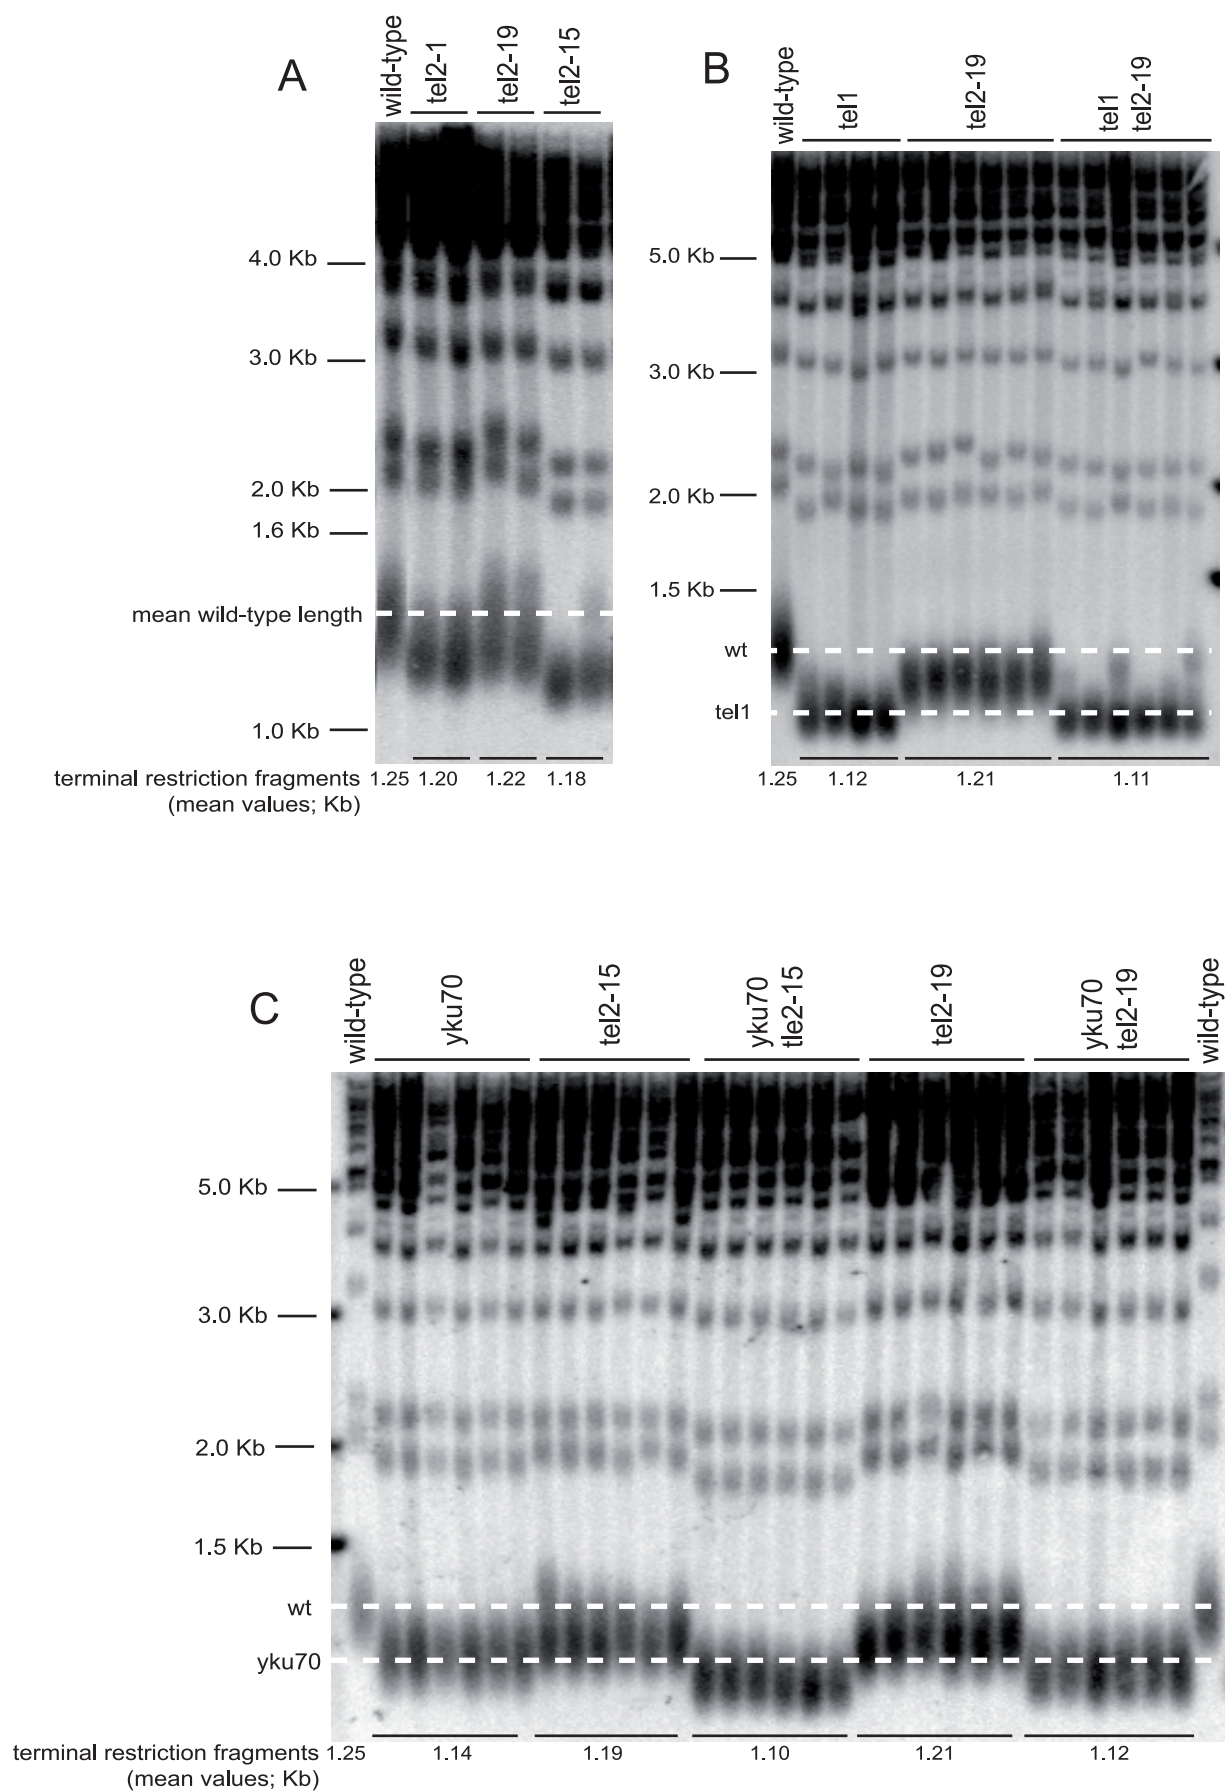 A
wild-type
tel2-1
tel2-19
tel2-15
4.0 Kb
3.0 Kb
2.0 Kb
1.6 Kb
mean wild-type length
1.0 Kb
terminal restriction fragments
(mean values; Kb)
1.25 1.20 1.22 1.18
B
wild-type
tel1
tel2-19
tel1
tel2-19
5.0 Kb
3.0 Kb
2.0 Kb
1.5 Kb
wt
tel1
1.25 1.12 1.21 1.11
C
wild-type
yku70
tel2-15
yku70
tle2-15
tel2-19
yku70
tel2-19
wild-type
5.0 Kb
3.0 Kb
2.0 Kb
1.5 Kb
wt
yku70
terminal restriction fragments
(mean values; Kb)
1.25 1.14 1.19 1.10 1.21 1.12